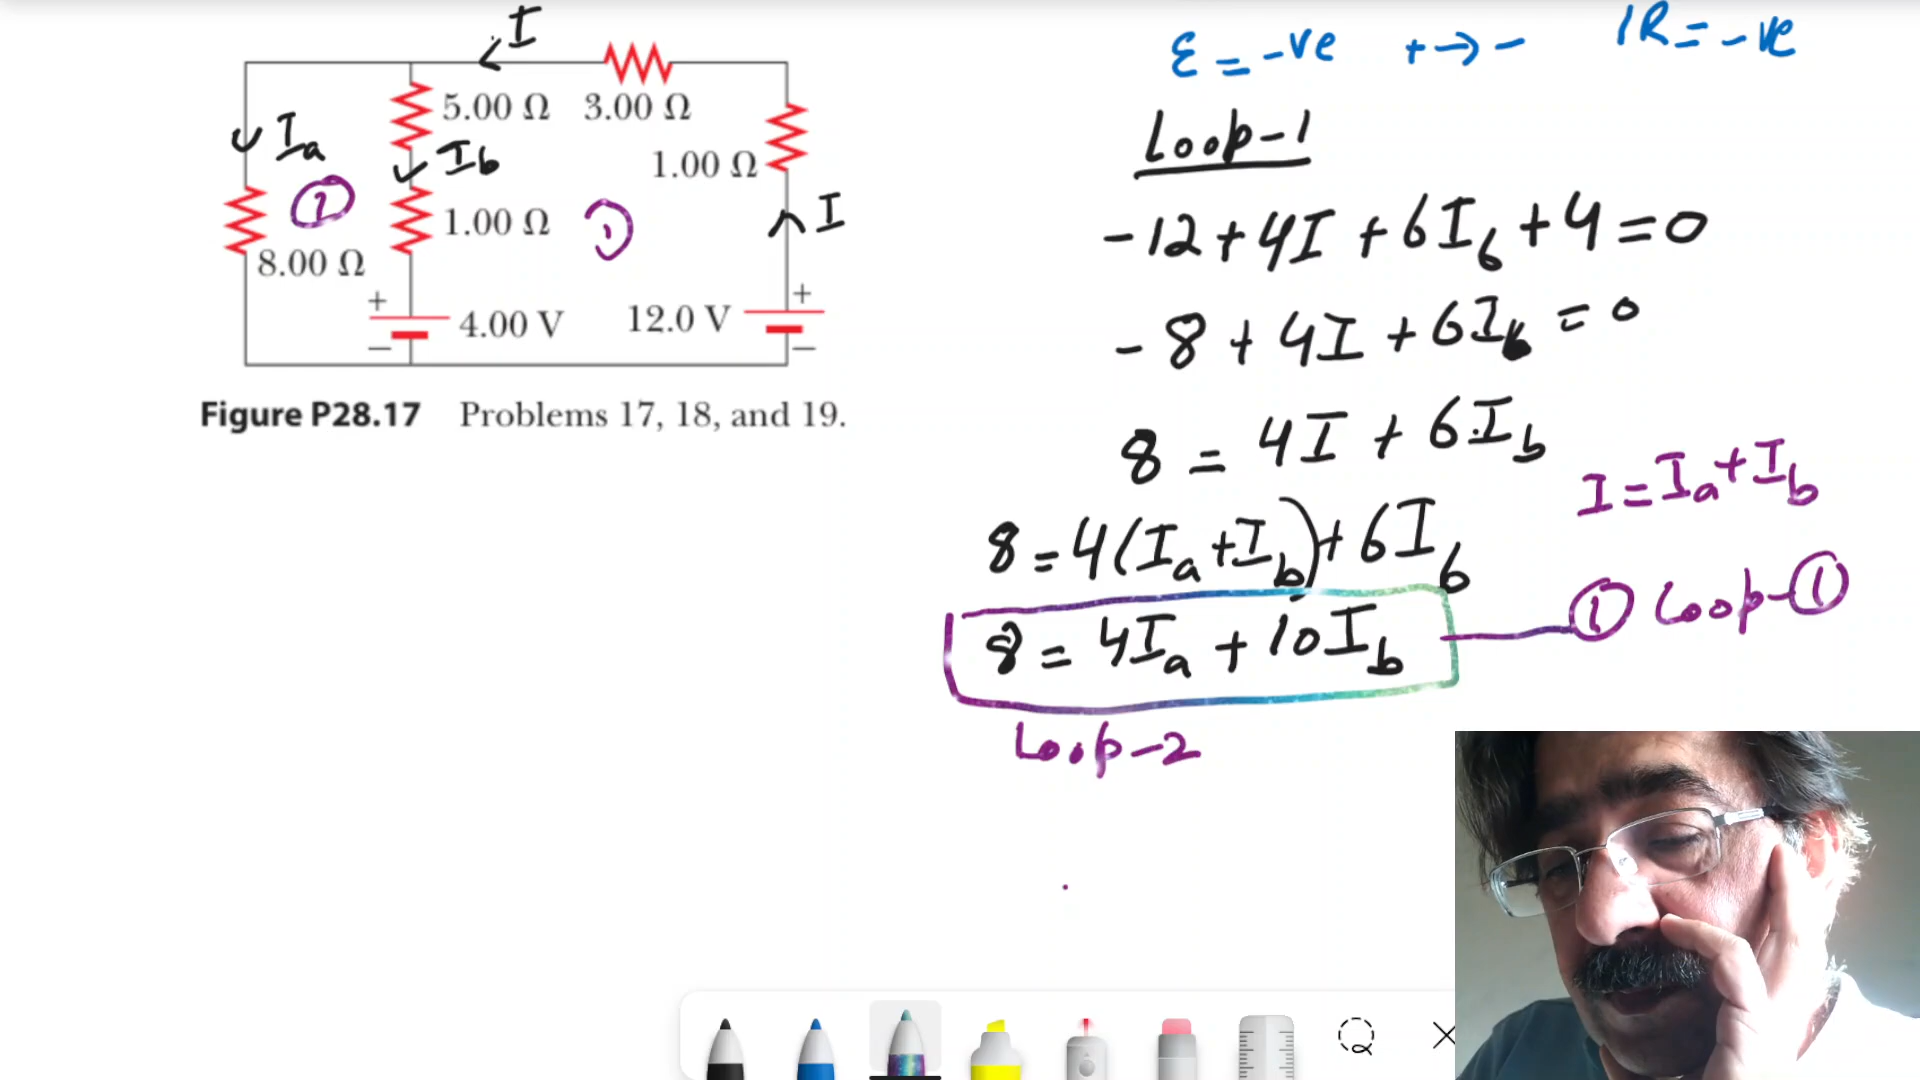 I
5.00 Ω 3.00 Ω
Ia
Ib
1.00 Ω
2
1.00 Ω
1
I
8.00 Ω
+ +
4.00 V 12.0 V
− −
Figure P28.17 Problems 17, 18, and 19.
ε = -ve + → - IR = -ve
Loop-1
-12 + 4I + 6Ib + 4 = 0
- 8 + 4I + 6Ib = 0
8 = 4I + 6Ib
I = Ia + Ib
8 = 4(Ia + Ib) + 6Ib
8 = 4Ia + 10Ib ① Loop-①
Loop-2